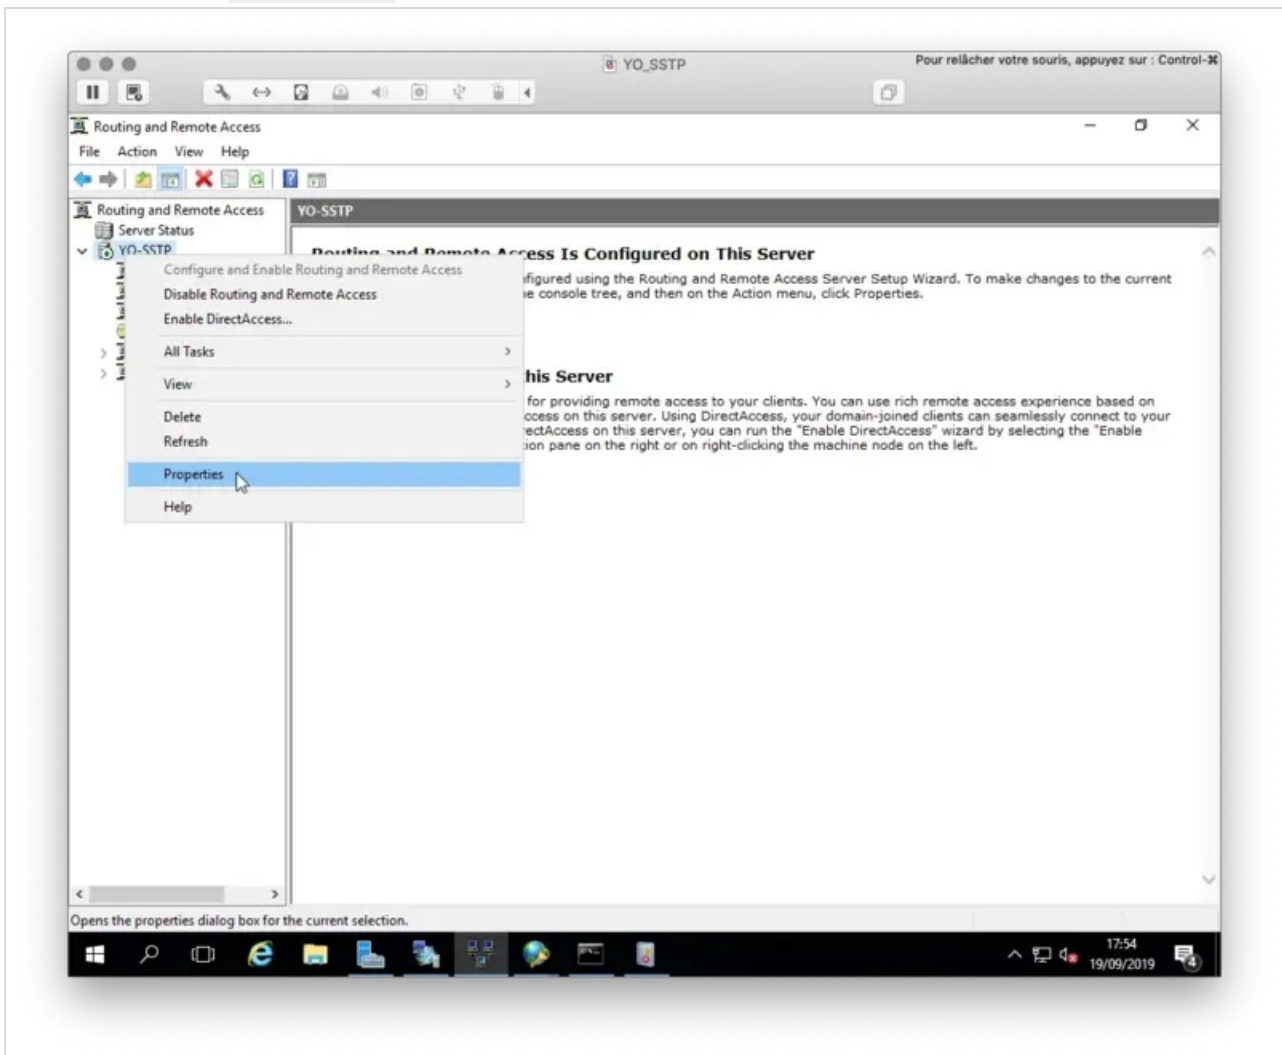 YO_SSTP
Pour relâcher votre souris, appuyez sur : Control-⌘
Routing and Remote Access
File Action View Help
Routing and Remote Access
Server Status
YO-SSTP
YO-SSTP
Routing and Remote Access Is Configured on This Server
figured using the Routing and Remote Access Server Setup Wizard. To make changes to the current
e console tree, and then on the Action menu, click Properties.
his Server
for providing remote access to your clients. You can use rich remote access experience based on
ccess on this server. Using DirectAccess, your domain-joined clients can seamlessly connect to your
ectAccess on this server, you can run the "Enable DirectAccess" wizard by selecting the "Enable
ion pane on the right or on right-clicking the machine node on the left.
Configure and Enable Routing and Remote Access
Disable Routing and Remote Access
Enable DirectAccess...
All Tasks
View
Delete
Refresh
Properties
Help
Opens the properties dialog box for the current selection.
17:54
19/09/2019
4